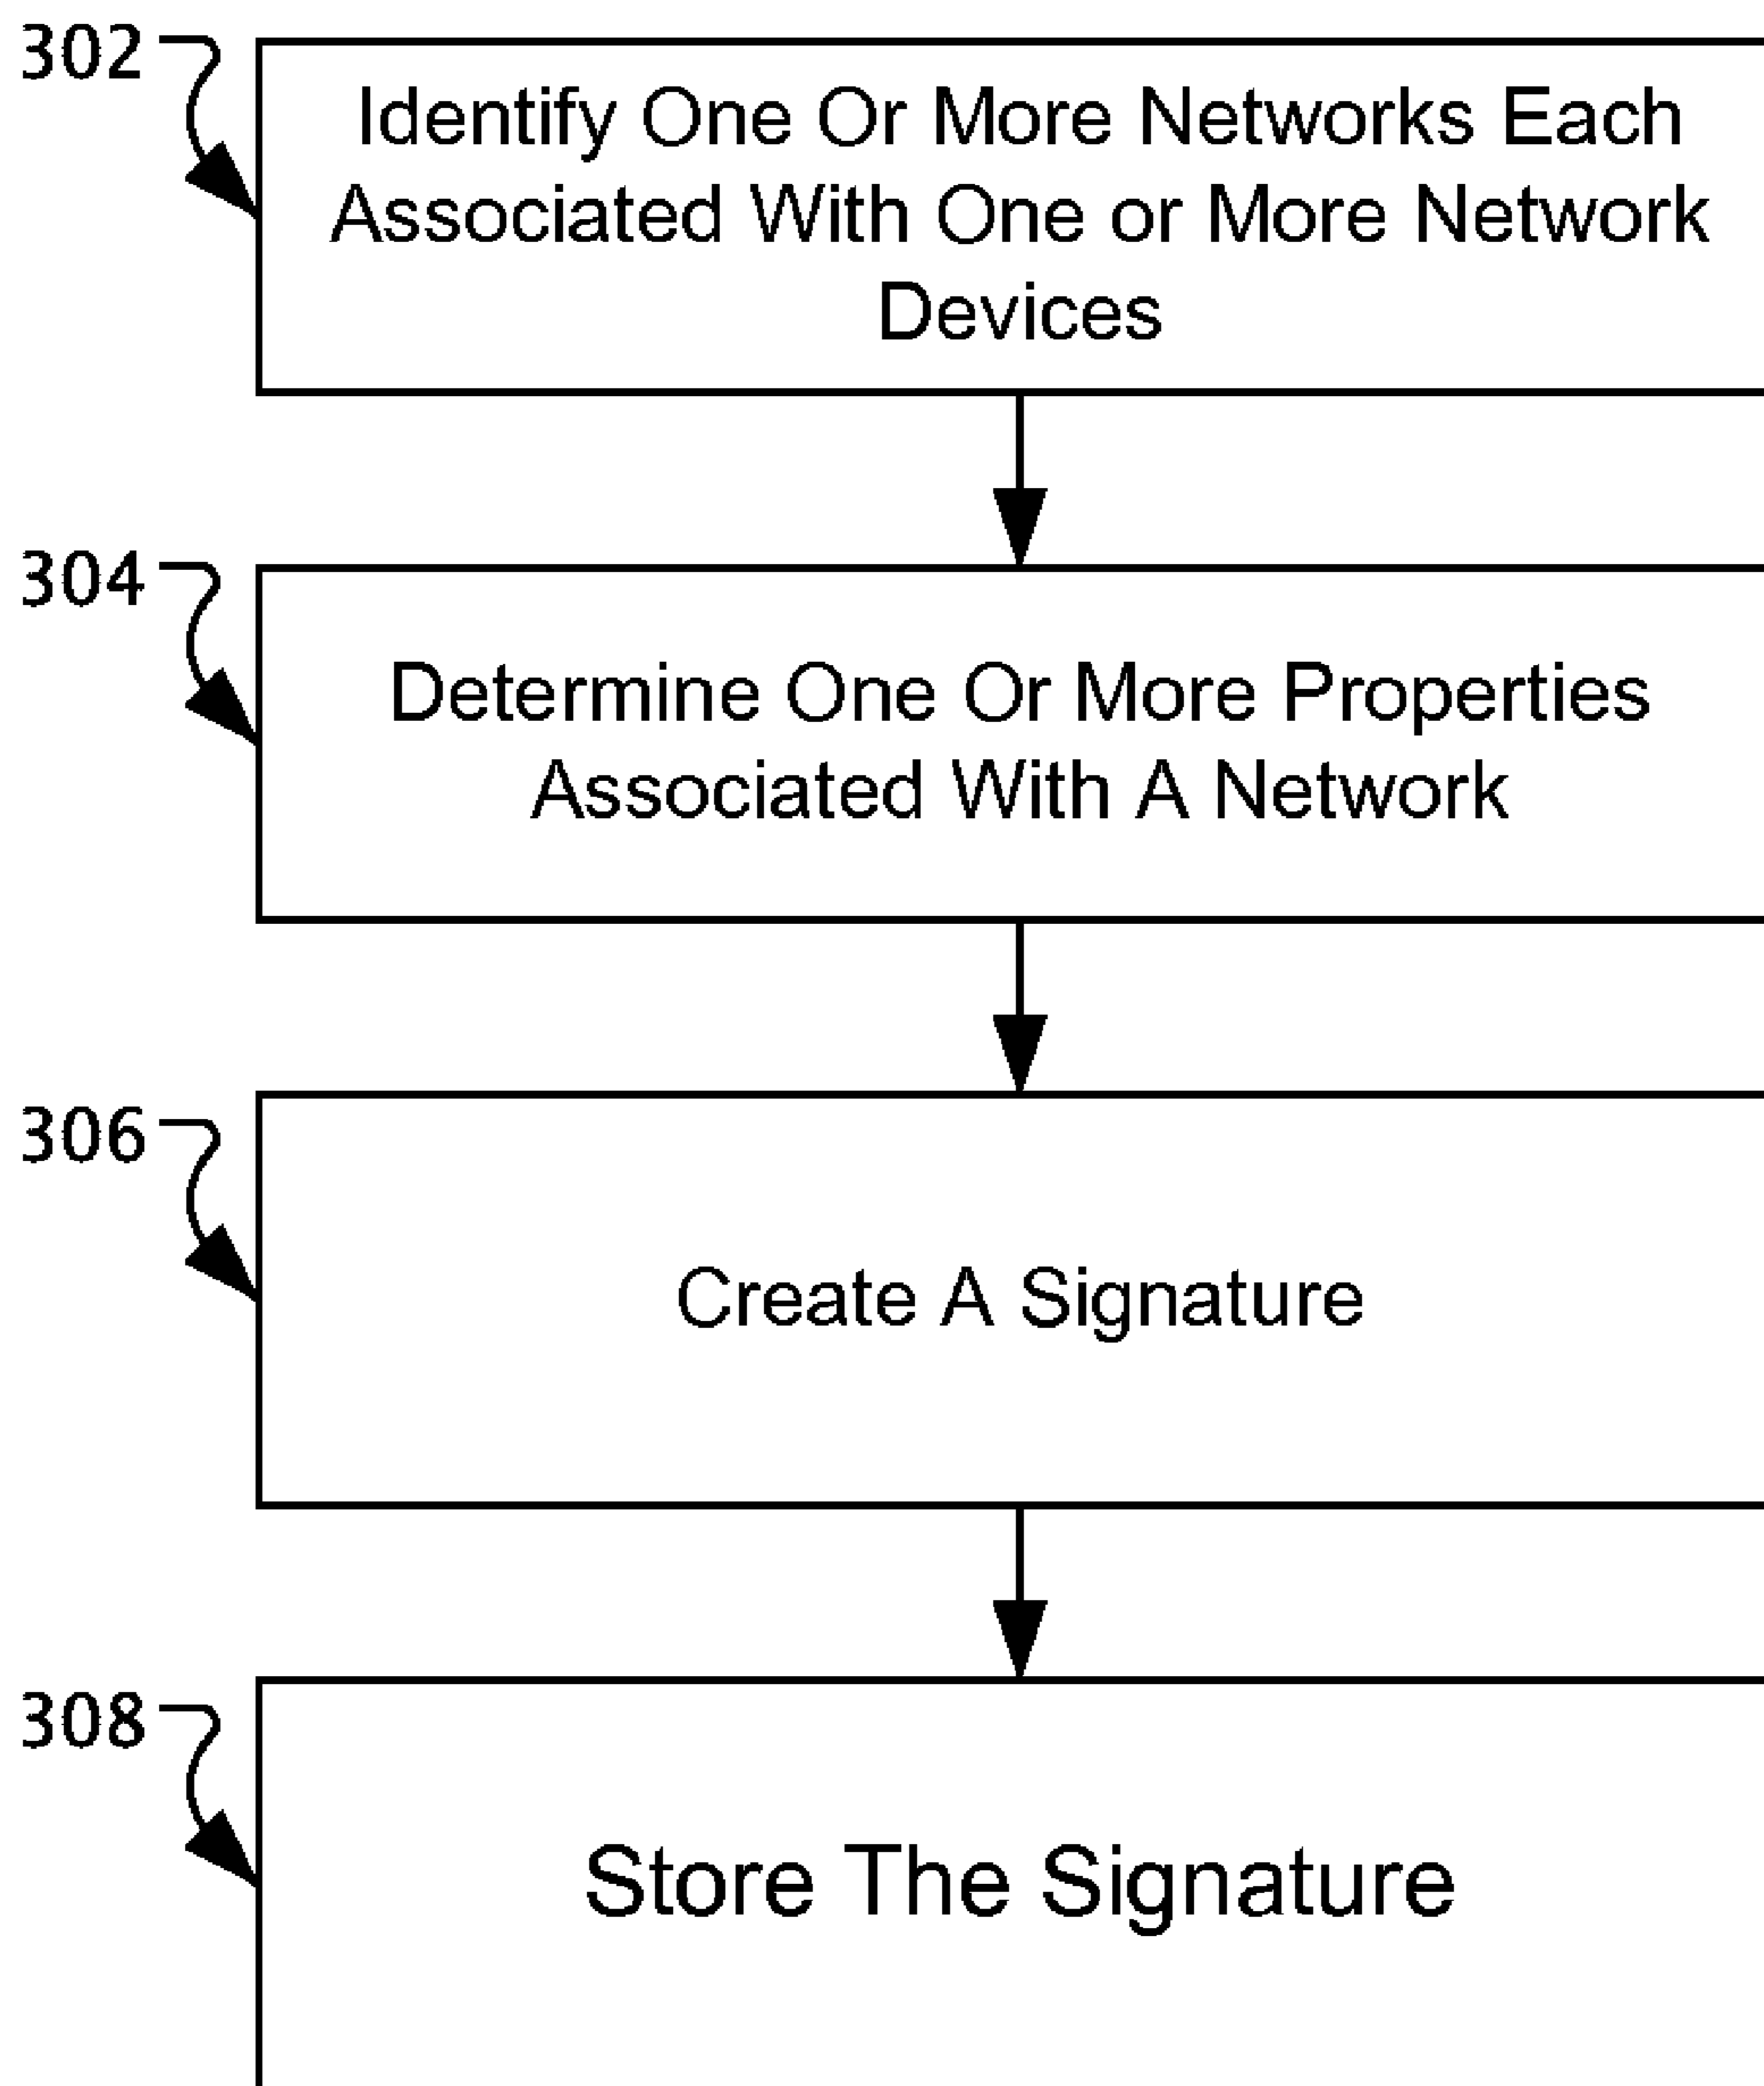 302
Identify One Or More Networks Each
Associated With One or More Network
Devices
304
Determine One Or More Properties
Associated With A Network
306
Create A Signature
308
Store The Signature